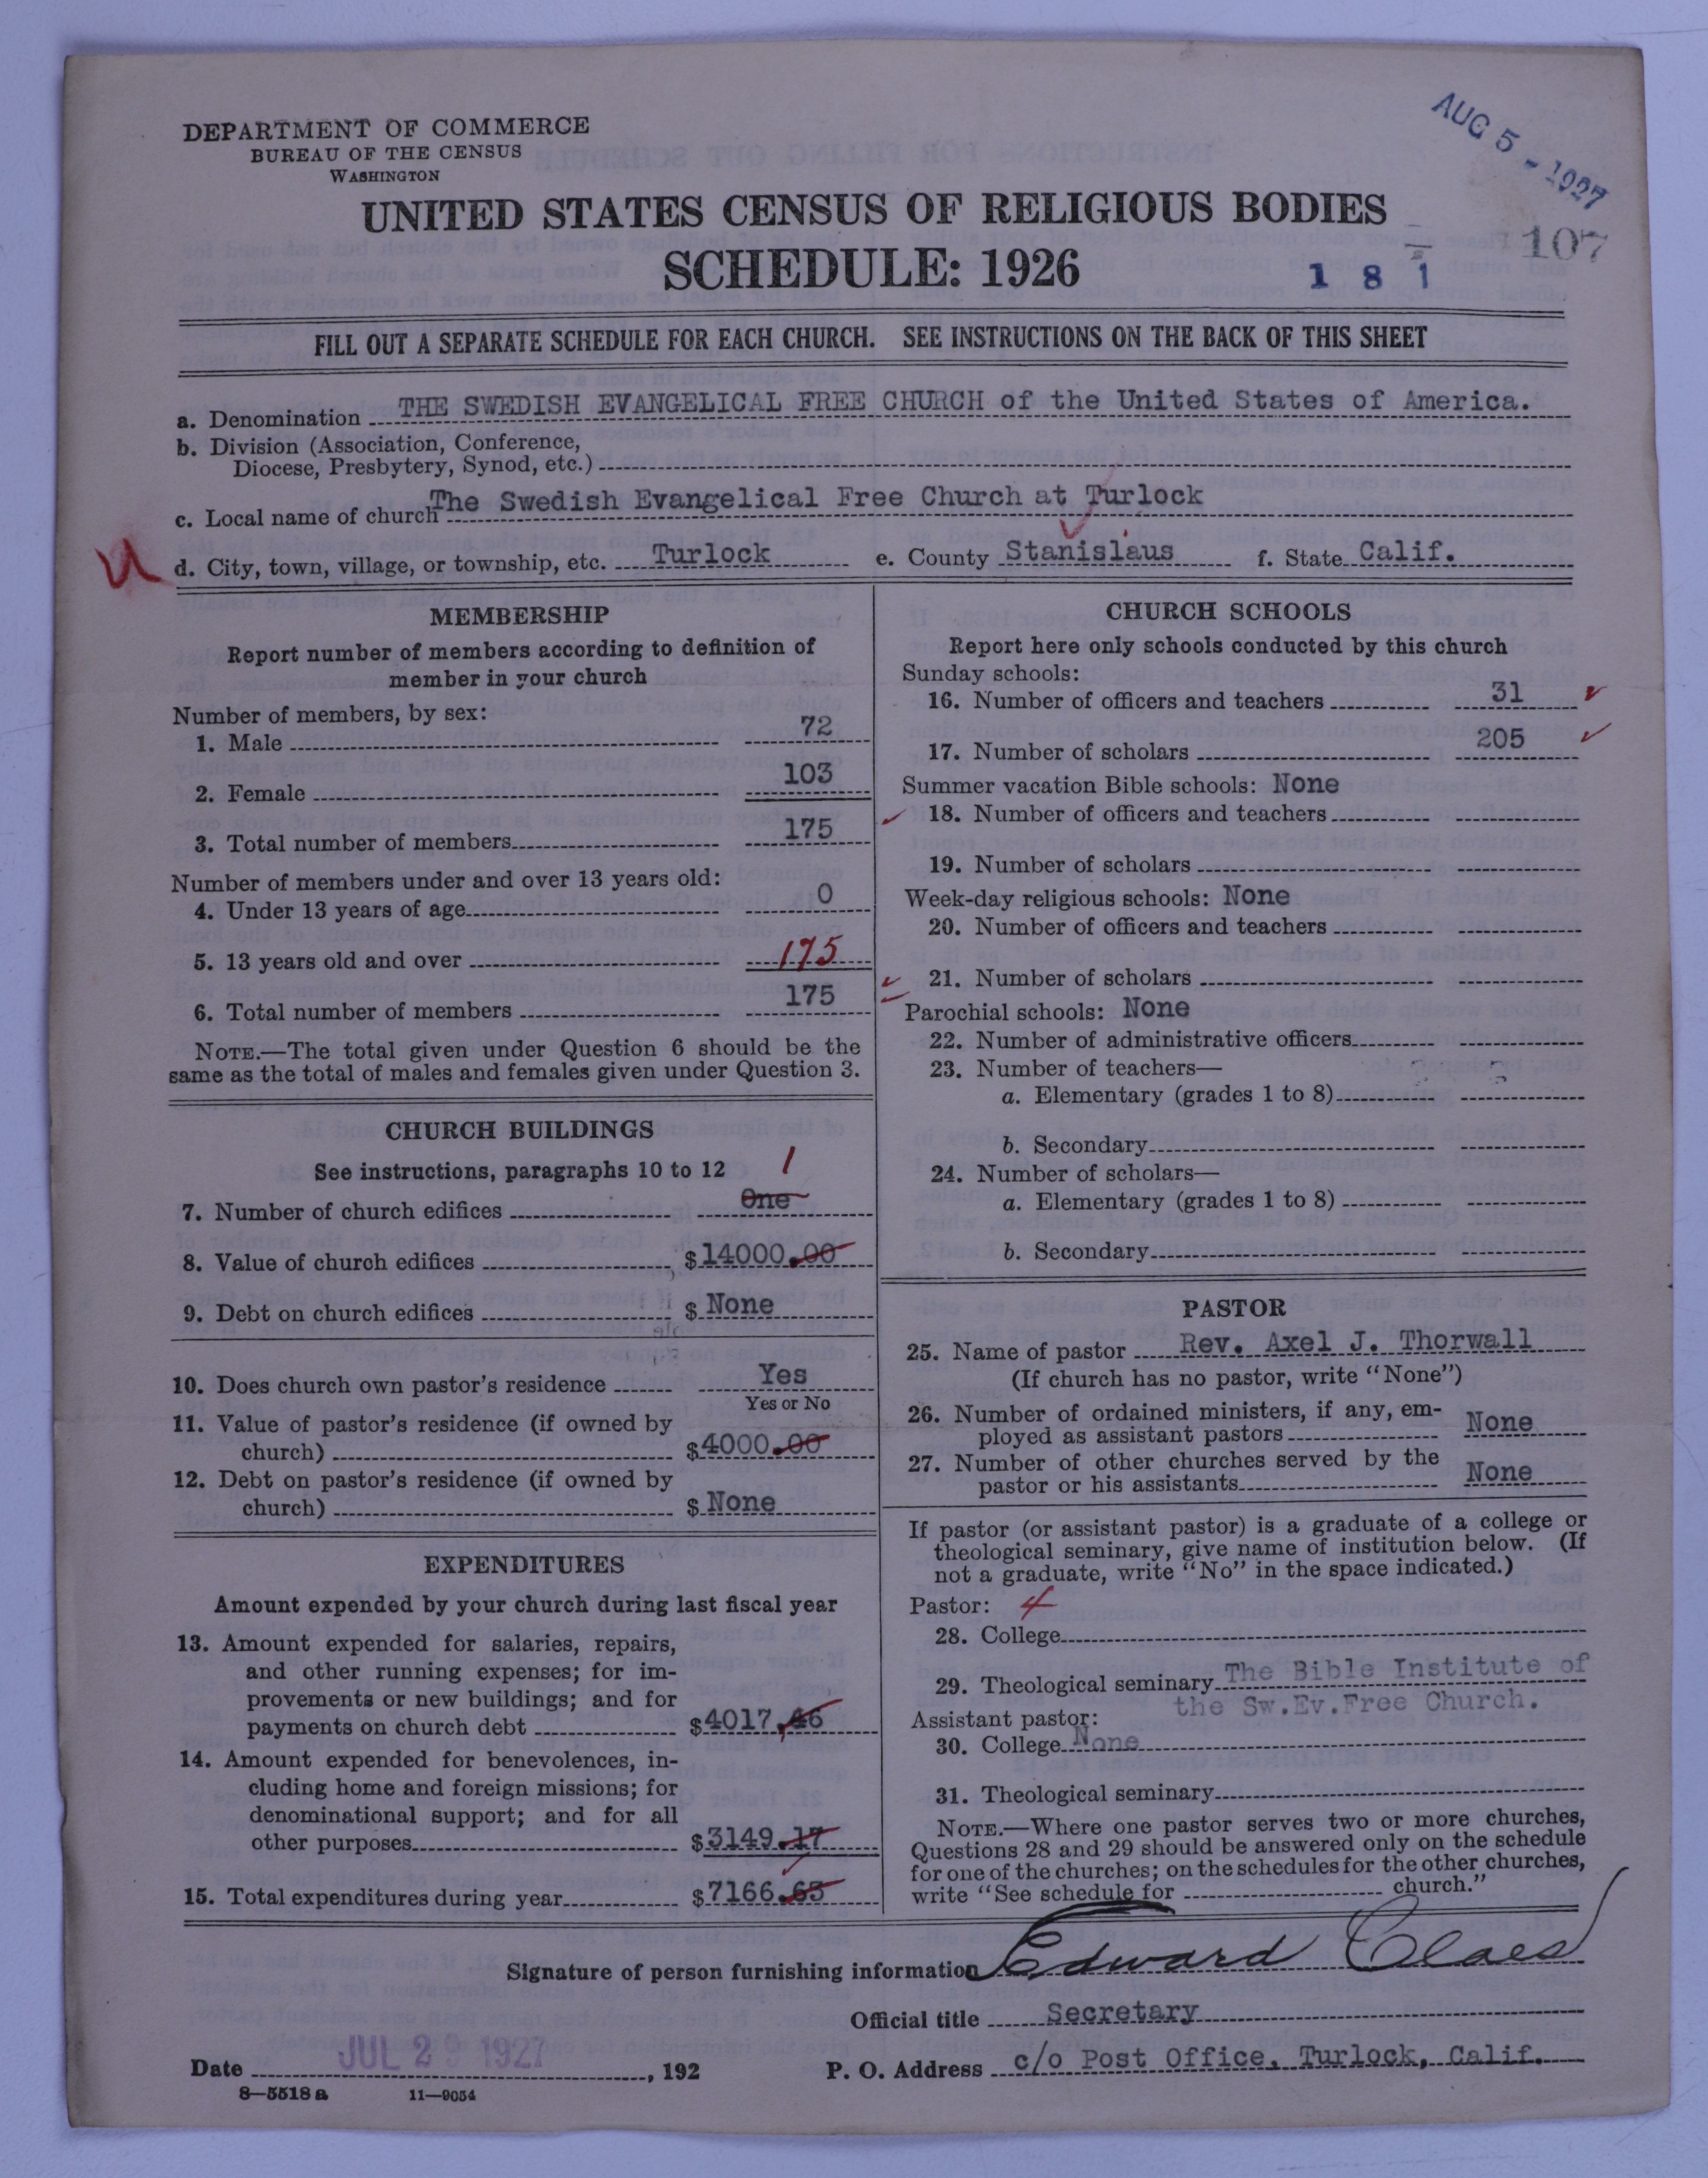 AUG 5 - 1927
DEPARTMENT OF COMMERCE
BUREAU OF THE CENSUS
WASHINGTON
UNITED STATES CENSUS OF RELIGIOUS BODIES
107
SCHEDULE: 1926
1 8 1
FILL OUT A SEPARATE SCHEDULE FOR EACH CHURCH. SEE INSTRUCTIONS ON THE BACK OF THIS SHEET
a. Denomination THE SWEDISH EVANGELICAL FREE CHURCH of the United States of America.
b. Division (Association, Conference,
Diocese, Presbytery, Synod, etc.)
c. Local name of church The Swedish Evangelical Free Church at Turlock
d. City, town, village, or township, etc. Turlock e. County Stanislaus f. State Calif.
MEMBERSHIP
Report number of members according to definition of
member in your church
Number of members, by sex:
1. Male 72
2. Female 103
3. Total number of members 175
Number of members under and over 13 years old:
4. Under 13 years of age 0
5. 13 years old and over 175
6. Total number of members 175
NOTE.—The total given under Question 6 should be the
same as the total of males and females given under Question 3.
CHURCH BUILDINGS
See instructions, paragraphs 10 to 12
1
7. Number of church edifices One
8. Value of church edifices $14000.00
9. Debt on church edifices $ None
10. Does church own pastor's residence Yes
Yes or No
11. Value of pastor's residence (if owned by
church) $4000.00
12. Debt on pastor's residence (if owned by
church) $ None
EXPENDITURES
Amount expended by your church during last fiscal year
13. Amount expended for salaries, repairs,
and other running expenses; for im-
provements or new buildings; and for
payments on church debt $4017.46
14. Amount expended for benevolences, in-
cluding home and foreign missions; for
denominational support; and for all
other purposes $3149.17
15. Total expenditures during year $7166.63
CHURCH SCHOOLS
Report here only schools conducted by this church
Sunday schools:
16. Number of officers and teachers 31
17. Number of scholars 205
Summer vacation Bible schools: None
18. Number of officers and teachers
19. Number of scholars
Week-day religious schools: None
20. Number of officers and teachers
21. Number of scholars
Parochial schools: None
22. Number of administrative officers
23. Number of teachers—
a. Elementary (grades 1 to 8)
b. Secondary
24. Number of scholars—
a. Elementary (grades 1 to 8)
b. Secondary
PASTOR
25. Name of pastor Rev. Axel J. Thorwall
(If church has no pastor, write "None")
26. Number of ordained ministers, if any, em-
ployed as assistant pastors None
27. Number of other churches served by the
pastor or his assistants None
If pastor (or assistant pastor) is a graduate of a college or
theological seminary, give name of institution below. (If
not a graduate, write "No" in the space indicated.)
Pastor: 4
28. College
29. Theological seminary The Bible Institute of
the Sw.Ev.Free Church.
Assistant pastor:
30. College None
31. Theological seminary
NOTE.—Where one pastor serves two or more churches,
Questions 28 and 29 should be answered only on the schedule
for one of the churches; on the schedules for the other churches,
write "See schedule for church."
Signature of person furnishing information Edward Claes
Official title Secretary
Date JUL 29 1927, 192 P. O. Address c/o Post Office, Turlock, Calif.
8—5518 a 11—9054